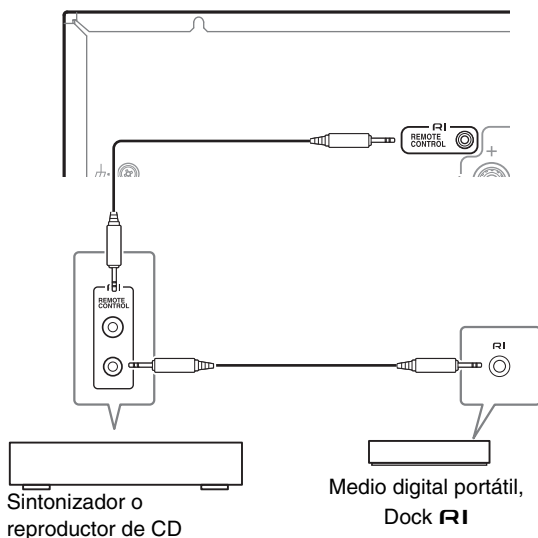 RI
REMOTE
CONTROL
+
RI
REMOTE
CONTROL
RI
Sintonizador o
reproductor de CD
Medio digital portátil,
Dock RI